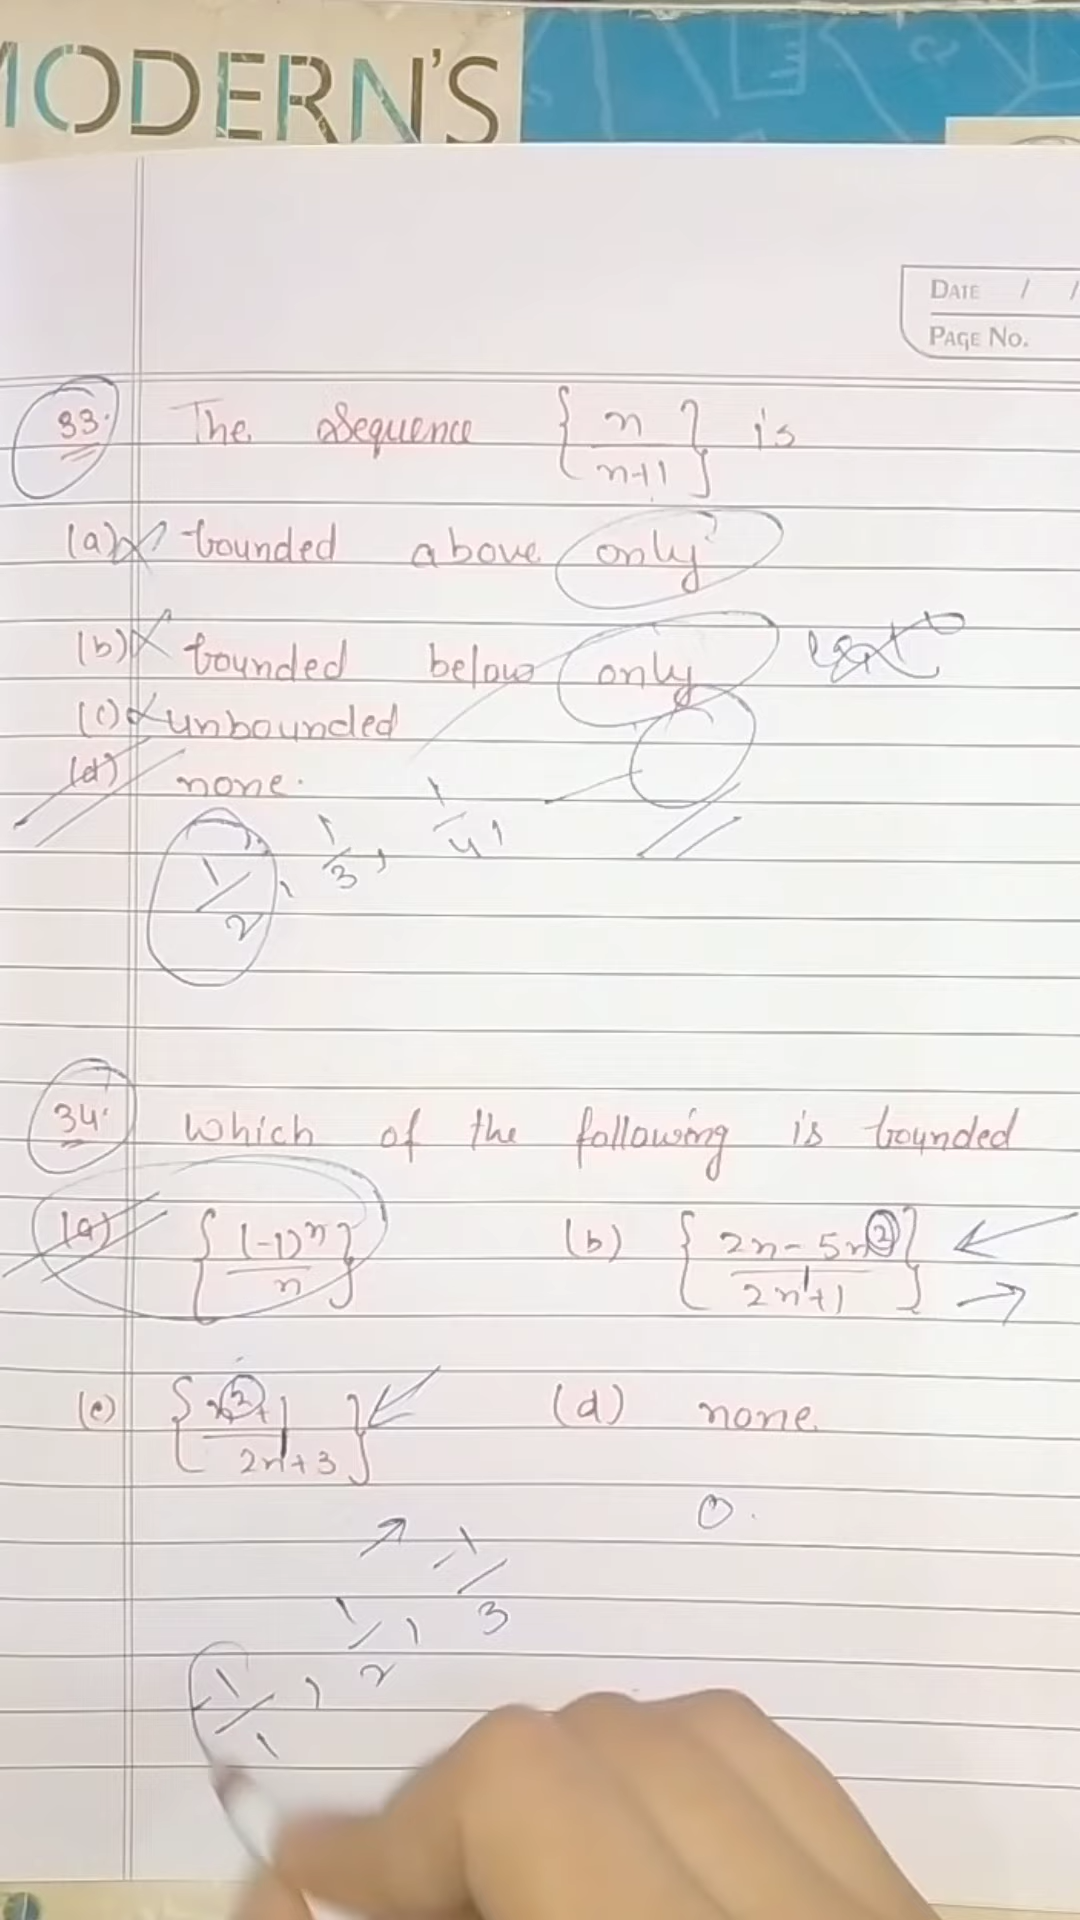 MODERN'S
DATE / /
PAGE NO.
33. The sequence { n / n+1 } is
(a) bounded above only
(b) bounded below only
(c) unbounded
(d) none.
1/2, 1/3, 1/4,
34. which of the following is bounded
(a) { (-1)^n / n } (b) { 2n - 5n^2 / 2n+1 }
(c) { n^2+1 / 2n+3 } (d) none.
0.
-1/1, 1/2, -1/3